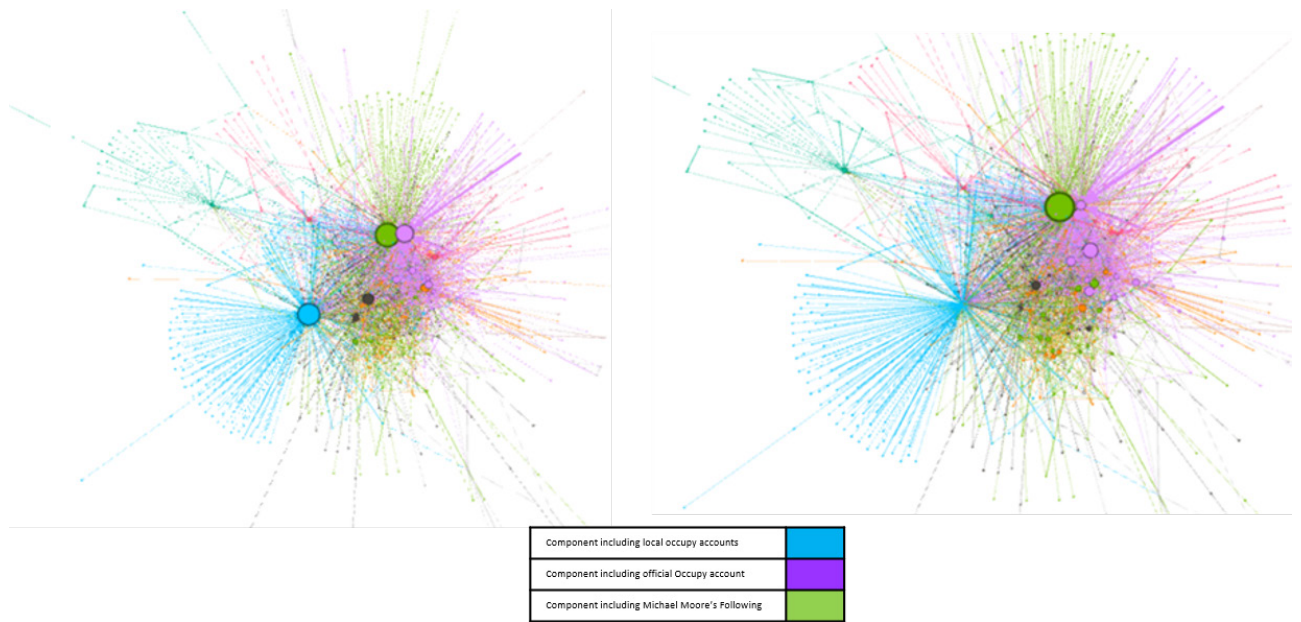 Component including local occupy accounts
Component including official Occupy account
Component including Michael Moore's Following